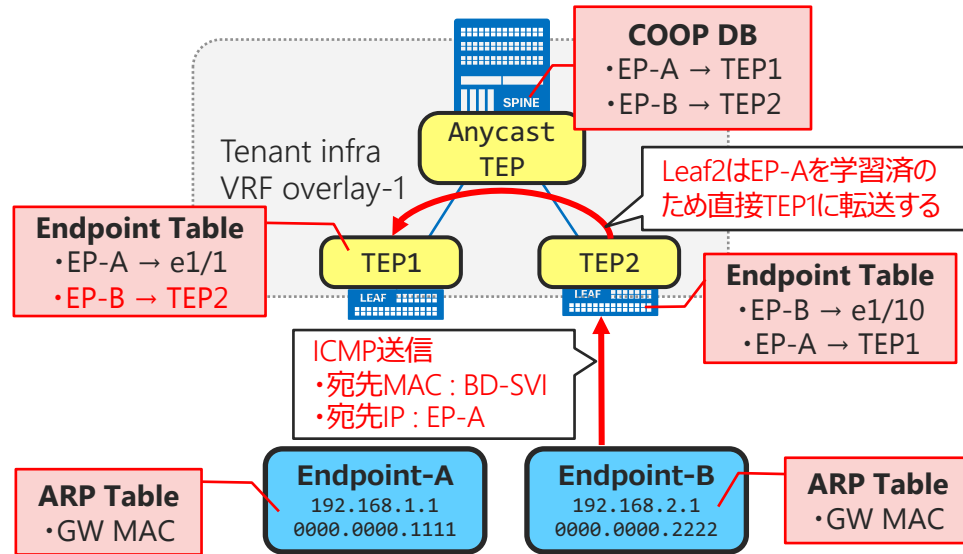 COOP DB
・EP-A → TEP1
・EP-B → TEP2
SPINE
Anycast
TEP
Tenant infra
VRF overlay-1
Leaf2はEP-Aを学習済の
ため直接TEP1に転送する
Endpoint Table
・EP-A → e1/1
・EP-B → TEP2
TEP1
LEAF
TEP2
LEAF
Endpoint Table
・EP-B → e1/10
・EP-A → TEP1
ICMP送信
・宛先MAC : BD-SVI
・宛先IP : EP-A
ARP Table
・GW MAC
Endpoint-A
192.168.1.1
0000.0000.1111
Endpoint-B
192.168.2.1
0000.0000.2222
ARP Table
・GW MAC